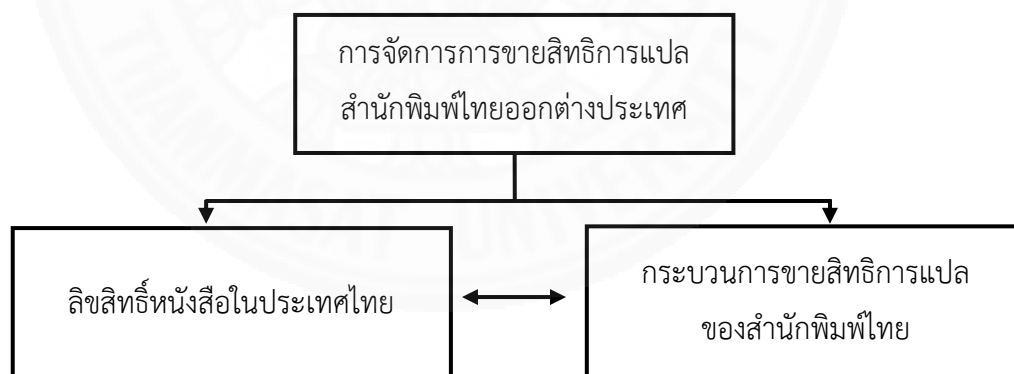 การจัดการการขายสิทธิการแปล
สำนักพิมพ์ไทยออกต่างประเทศ
ลิขสิทธิ์หนังสือในประเทศไทย
กระบวนการขายสิทธิการแปล
ของสำนักพิมพ์ไทย
THAMMASAT UNIVERSITY